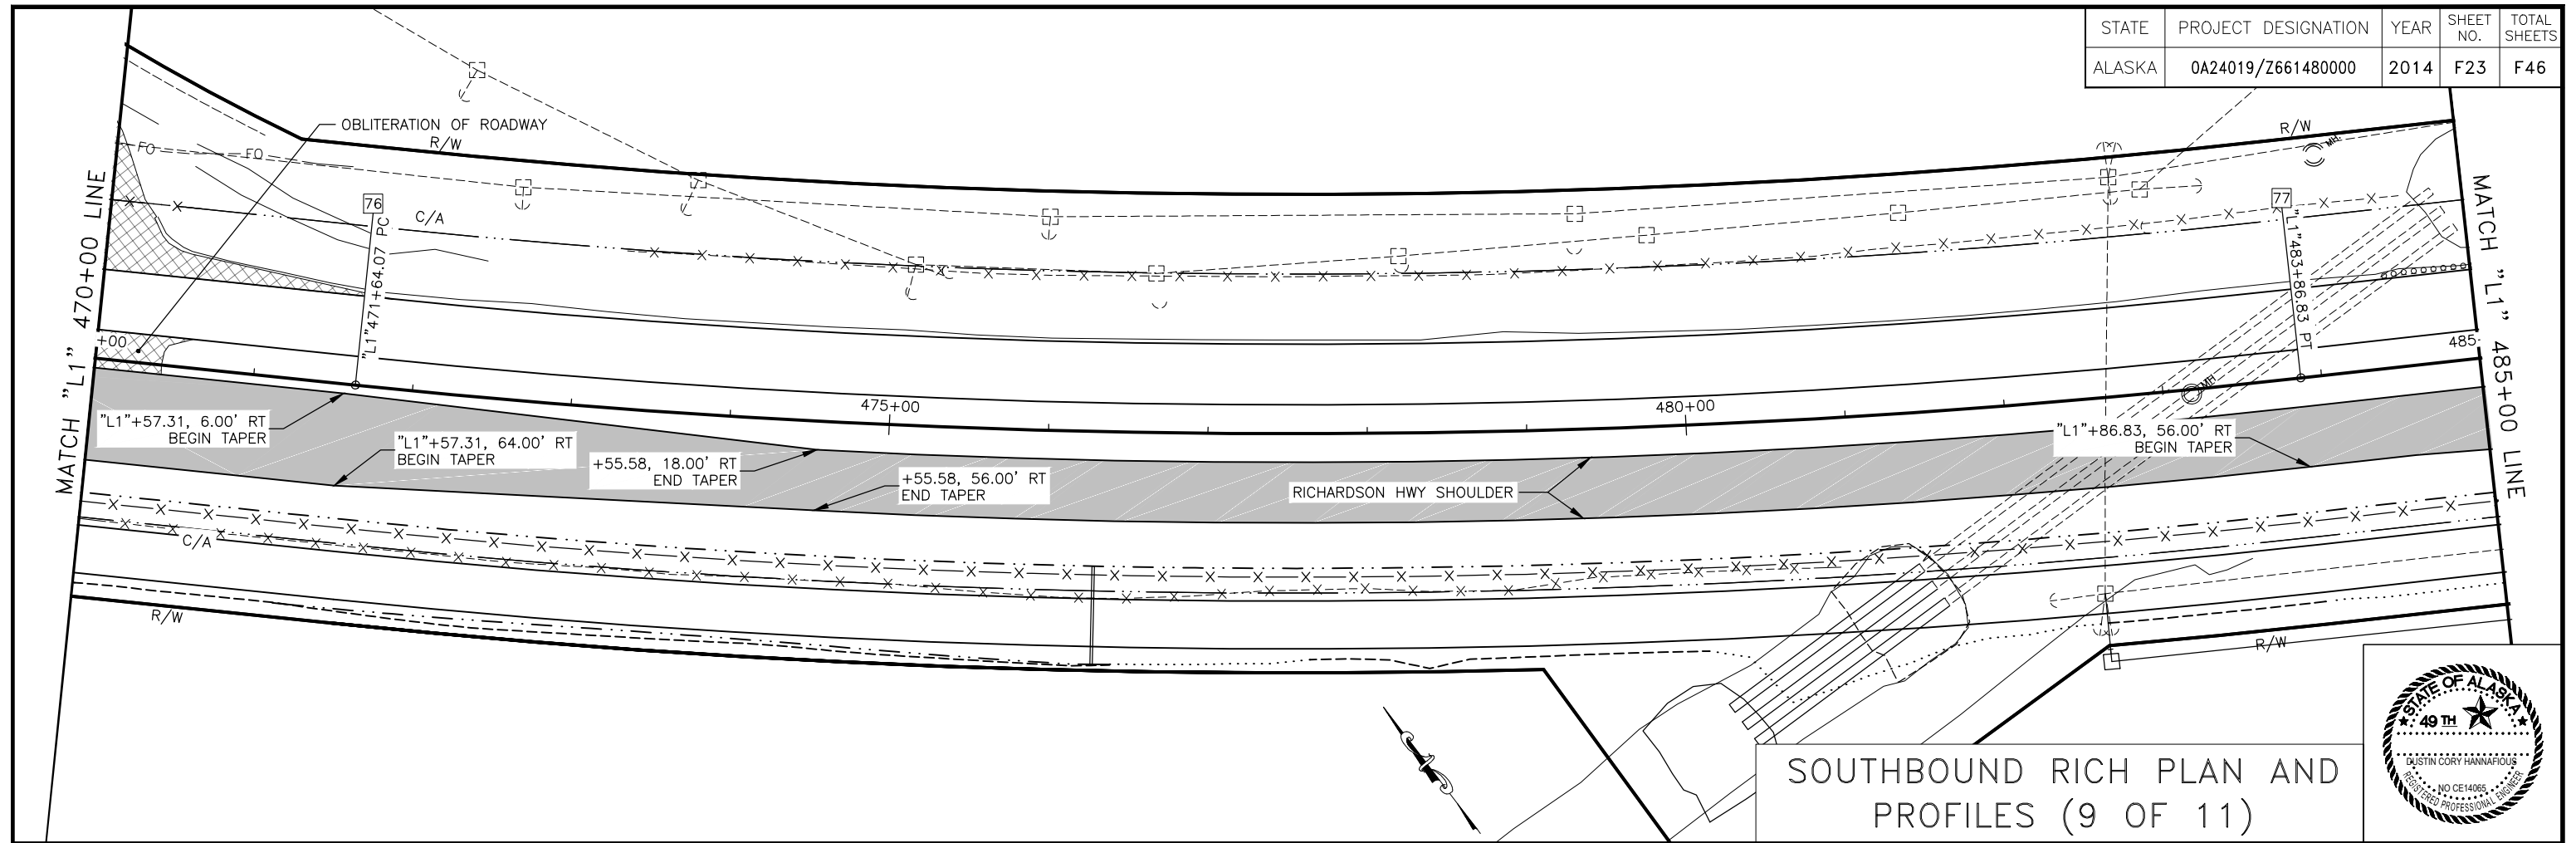 STATE PROJECT DESIGNATION YEAR SHEET NO. TOTAL SHEETS
ALASKA 0A24019/Z661480000 2014 F23 F46
OBLITERATION OF ROADWAY
R/W
R/W
MH
FO FO
MATCH "L1" 470+00 LINE
76
C/A
"L1"471+64.07 PC
77
"L1"483+86.83 PT
MATCH "L1" 485+00 LINE
+00
485
MH
475+00
480+00
"L1"+57.31, 6.00' RT
BEGIN TAPER
"L1"+57.31, 64.00' RT
BEGIN TAPER
+55.58, 18.00' RT
END TAPER
+55.58, 56.00' RT
END TAPER
RICHARDSON HWY SHOULDER
"L1"+86.83, 56.00' RT
BEGIN TAPER
C/A
R/W
R/W
SOUTHBOUND RICH PLAN AND
PROFILES (9 OF 11)
STATE OF ALASKA
49 TH
DUSTIN CORY HANNAFIOUS
NO CE14065
REGISTERED PROFESSIONAL ENGINEER